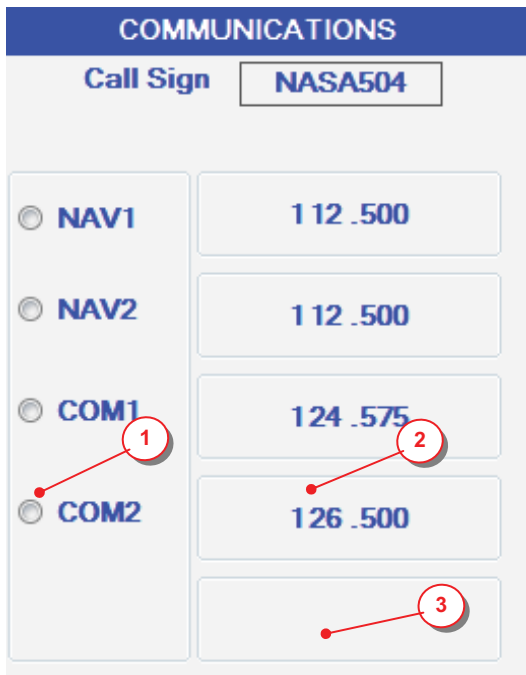 COMMUNICATIONS
Call Sign NASA504
NAV1 112.500
NAV2 112.500
COM1 124.575
1
2
COM2 126.500
3